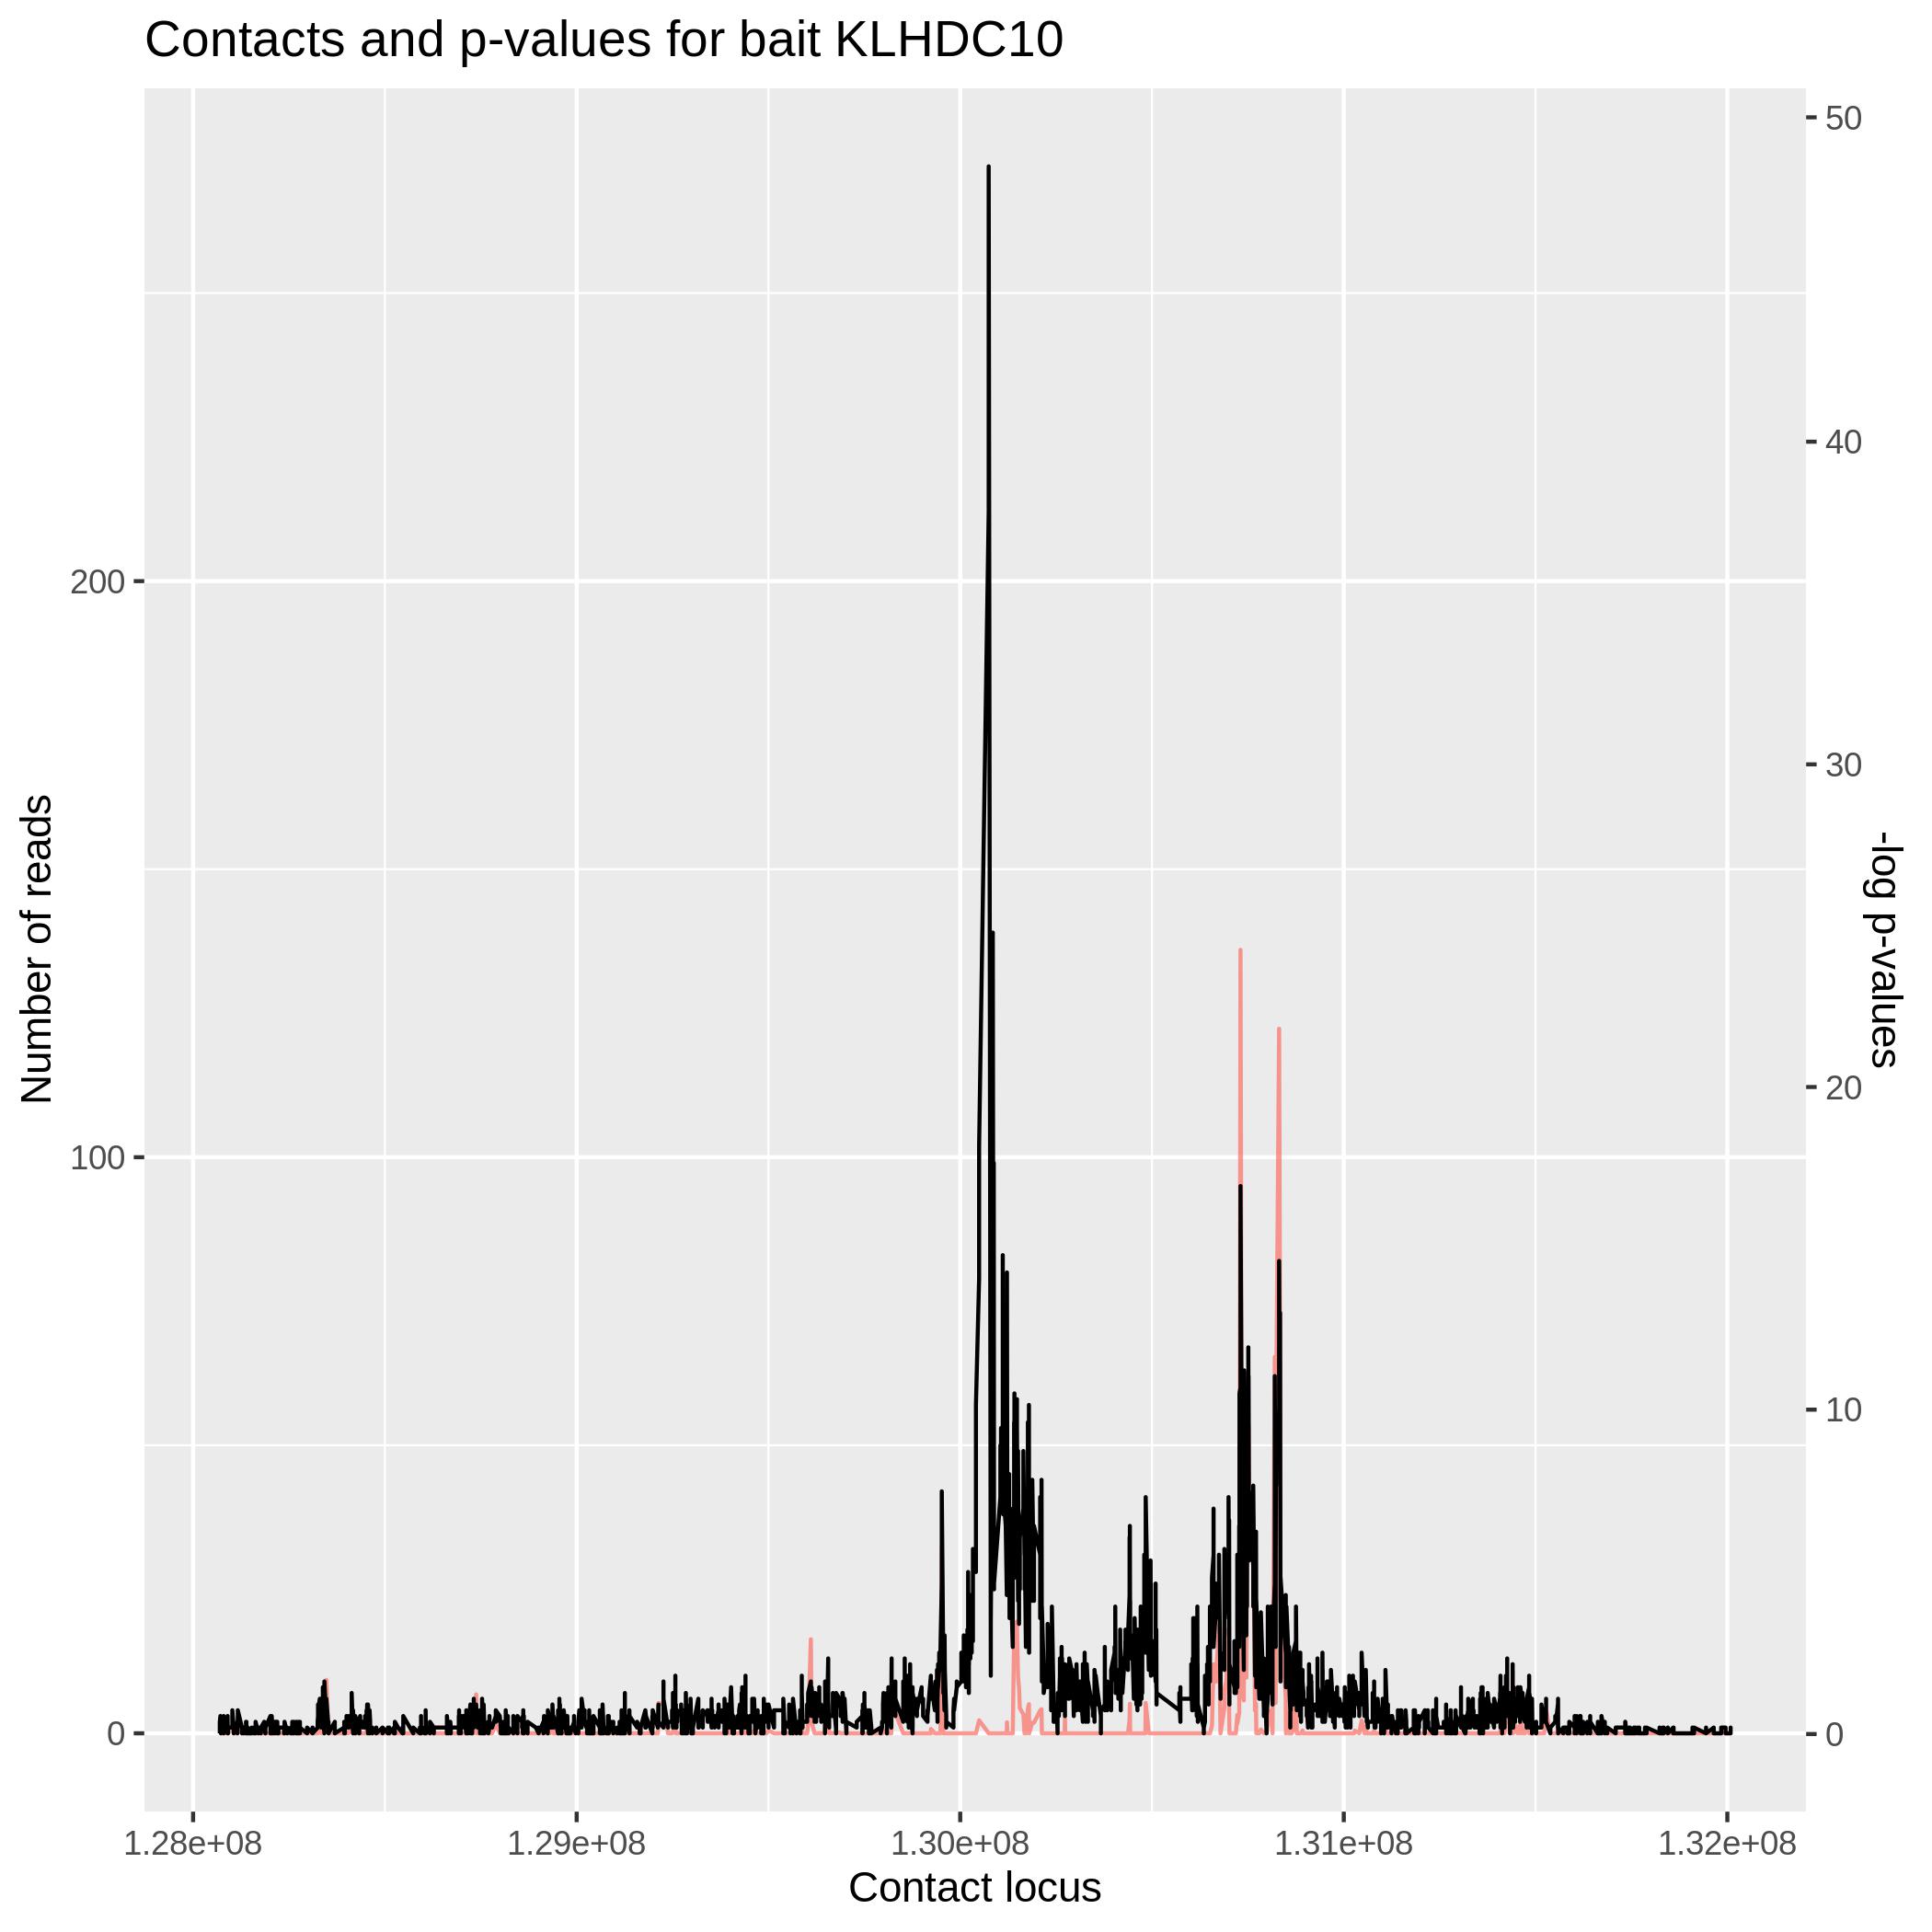 Contacts and p-values for bait KLHDC10
Number of reads
200
100
0
50
40
30
20
10
0
-log p-values
1.28e+08
1.29e+08
1.30e+08
1.31e+08
1.32e+08
Contact locus